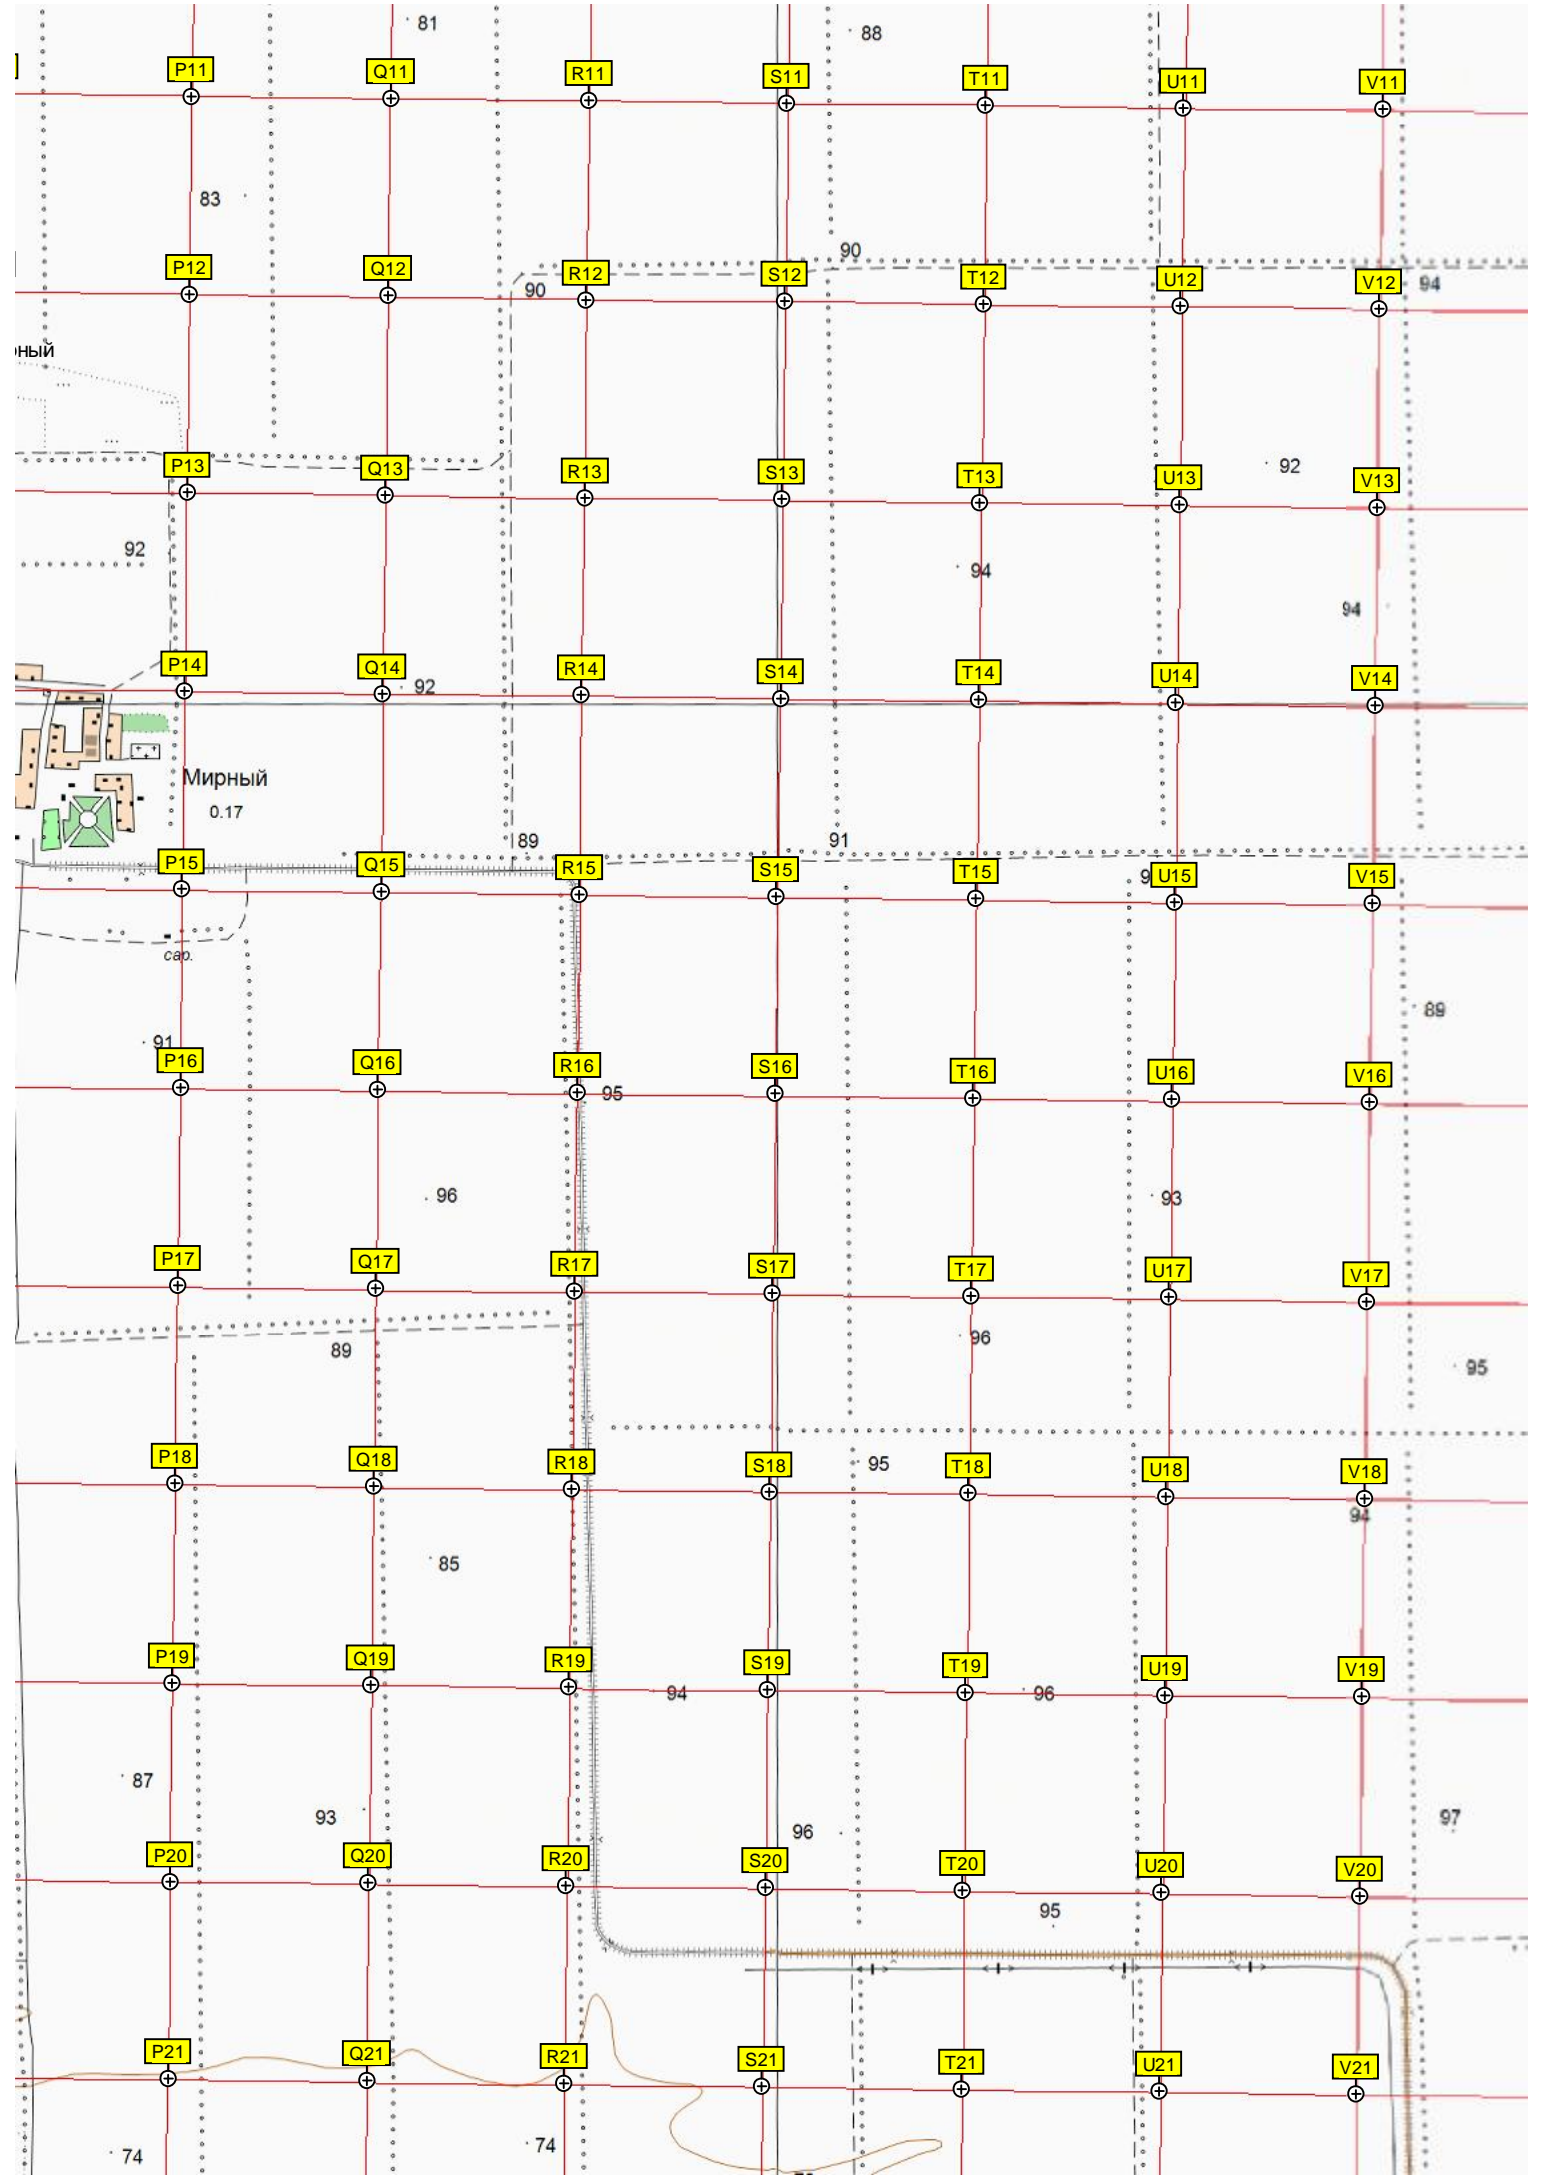 81
88
P11 Q11 R11 S11 T11 U11 V11
83
90
P12 Q12 R12 S12 T12 U12 V12 94
90
ный
P13 Q13 R13 S13 T13 U13 92 V13
92
94
94
P14 Q14 92 R14 S14 T14 U14 V14
Мирный
0.17
89 91
P15 Q15 R15 S15 T15 9 U15 V15
сар.
89
91
P16 Q16 R16 S16 T16 U16 V16
95
96 93
P17 Q17 R17 S17 T17 U17 V17
89 96
95
P18 Q18 R18 S18 95 T18 U18 V18
94
85
P19 Q19 R19 S19 T19 U19 V19
94 96
87
93 96 97
P20 Q20 R20 S20 T20 U20 V20
95
P21 Q21 R21 S21 T21 U21 V21
74 74